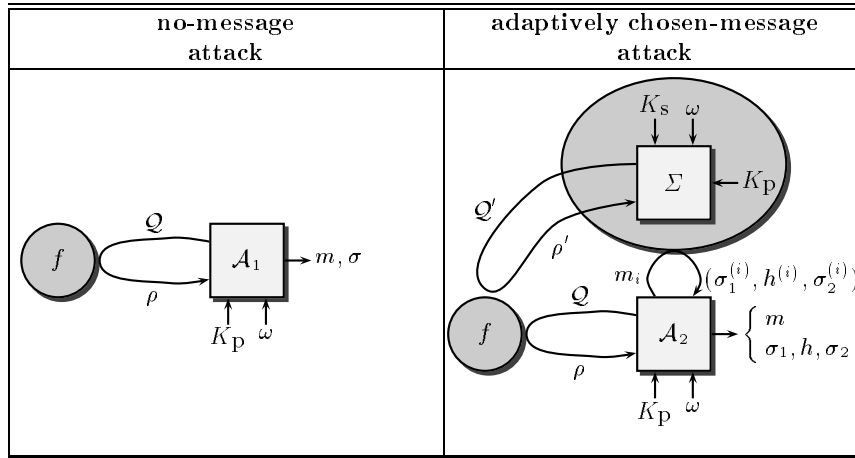 no-message
attack
adaptively chosen-message
attack
f
𝒬
ρ
𝒜₁
m, σ
Kₚ ω
Kₛ ω
Σ
Kₚ
𝒬′
ρ′
mᵢ
(σ₁⁽ⁱ⁾, h⁽ⁱ⁾, σ₂⁽ⁱ⁾)
f
𝒬
ρ
𝒜₂
{ m
σ₁, h, σ₂
Kₚ ω